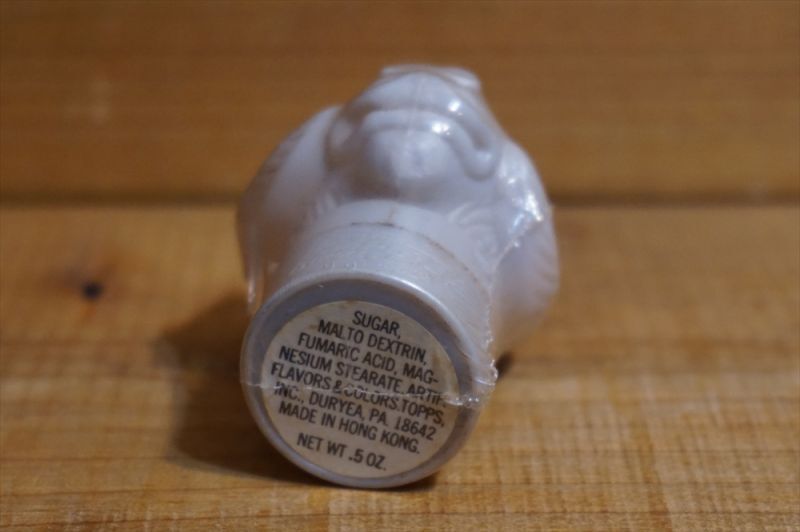 SUGAR,
MALTO DEXTRIN,
FUMARIC ACID, MAG-
NESIUM STEARATE, ARTIF.
FLAVORS & COLORS. TOPPS,
INC., DURYEA, PA. 18642
MADE IN HONG KONG.
NET WT. .5 OZ.